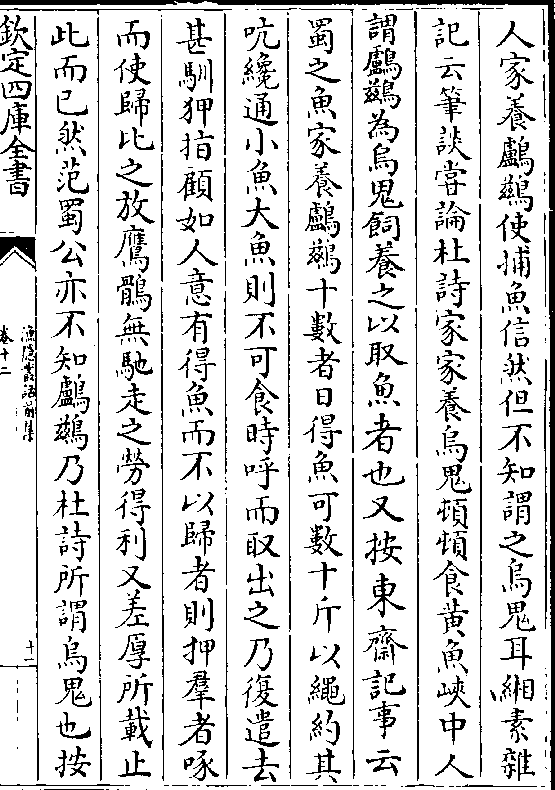 人家養鸕鷀使捕魚信然但不知謂之烏鬼耳緗素雜
記云筆談甞論杜詩家家養烏鬼頓頓食黄魚峽中人
謂鸕鷀為烏鬼飼養之以取魚者也又按東齋記事云
蜀之魚家養鸕鷀十數者日得魚可數十斤以繩約其
吭纔通小魚大魚則不可食時呼而取出之乃復遣去
甚馴狎指顧如人意有得魚而不以歸者則押羣者啄
而使歸比之放鷹鶻無馳走之勞得利又差厚所載止
此而已然范蜀公亦不知鸕鷀乃杜詩所謂烏鬼也按
欽定四庫全書
漁隱叢話前集
卷十二
十二